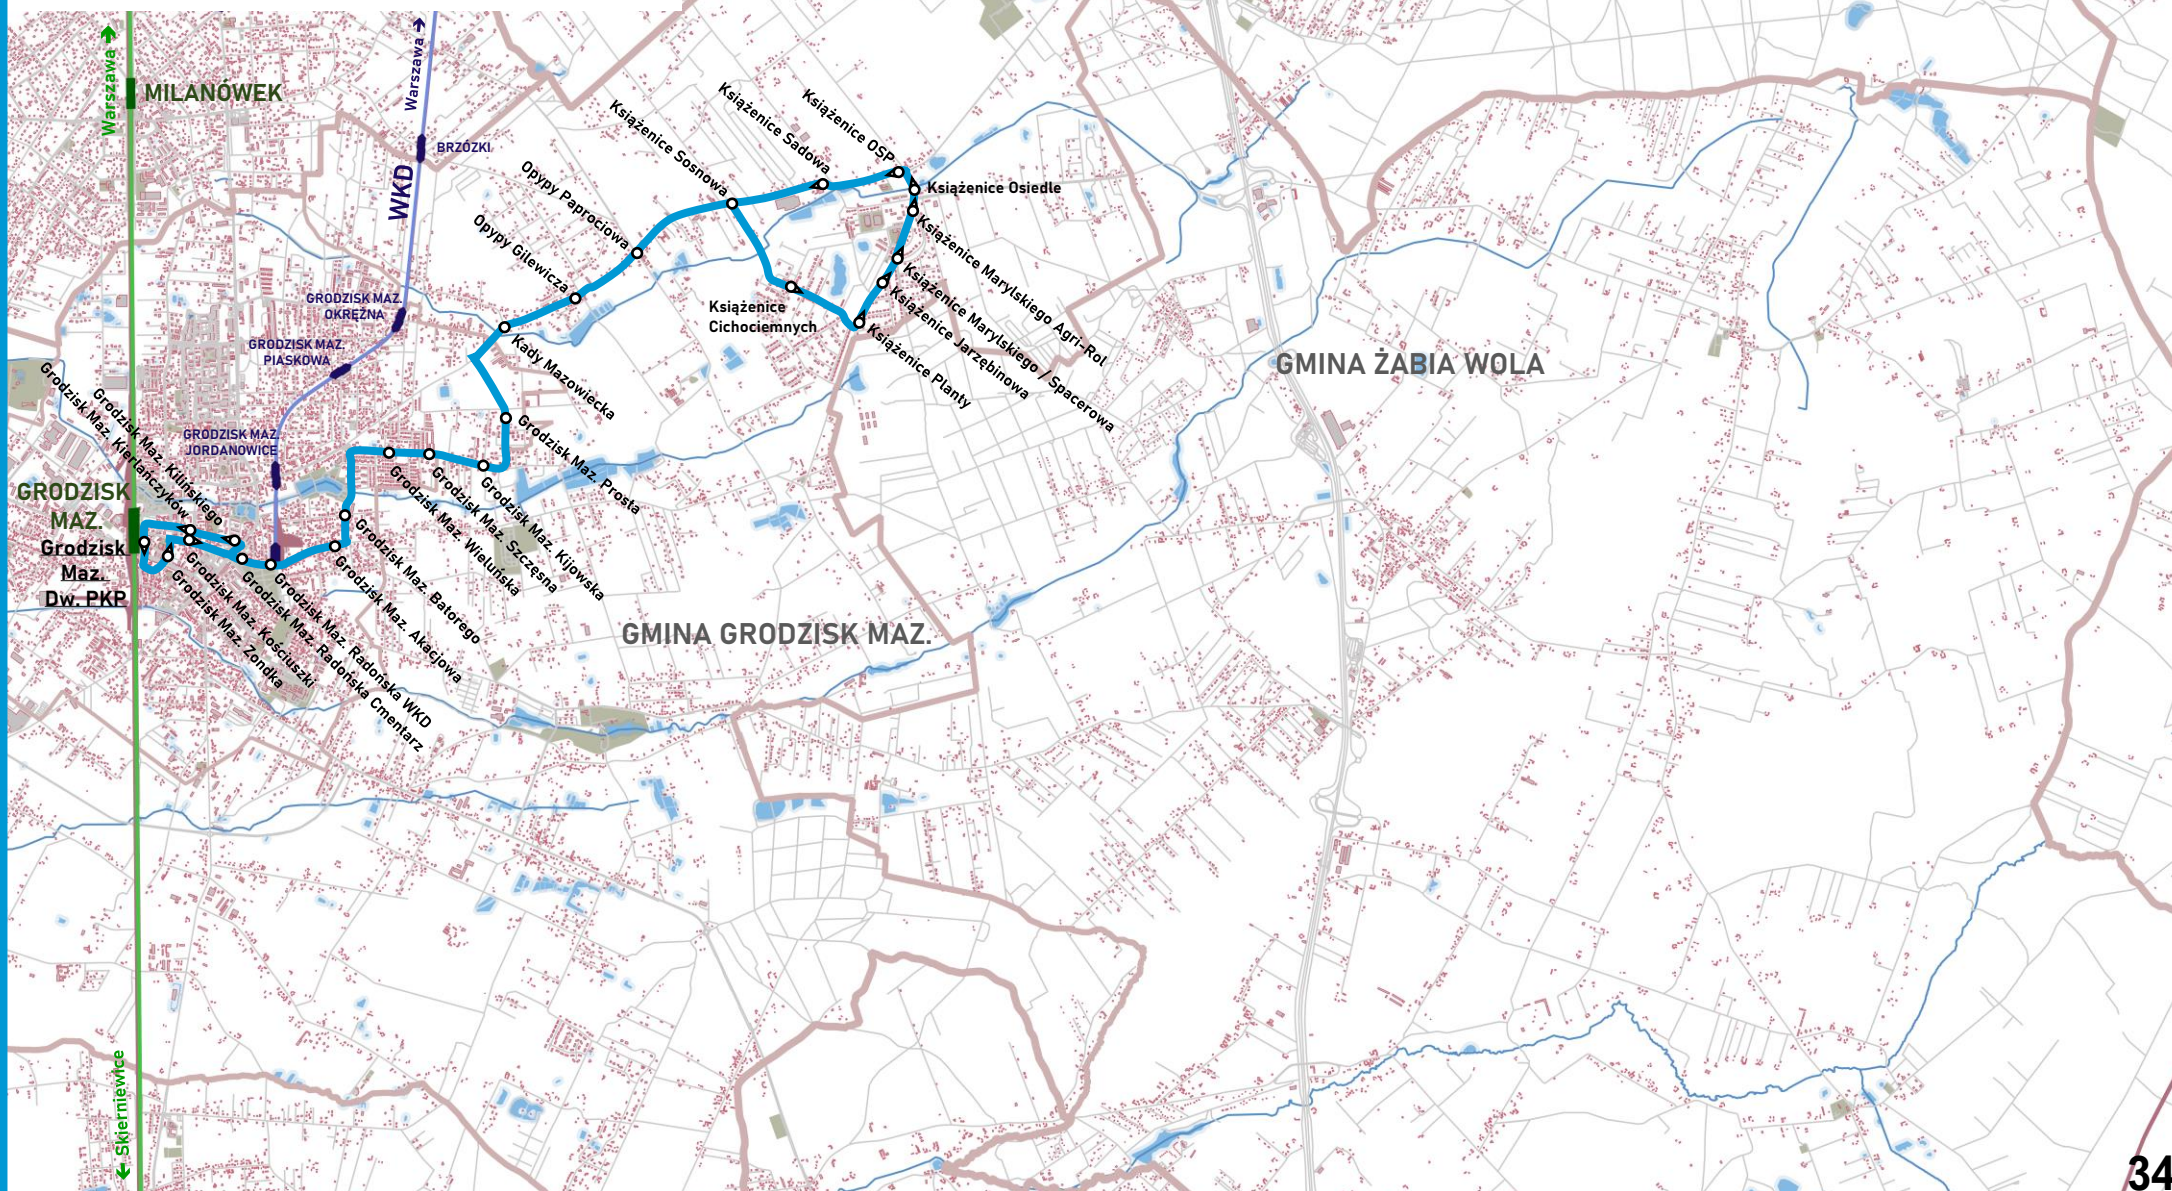 Warszawa
Warszawa
MILANÓWEK
BRZÓZKI
WKD
Książenice Sosnowa
Książenice Sadowa
Książenice OSP
Książenice Osiedle
Opypy Paprociowa
Opypy Gilewicza
Książenice Marylskiego Agri-Rol
Książenice Marylskiego / Spacerowa
Książenice Jarzębinowa
Książenice Planty
Książenice
Cichociemnych
GRODZISK MAZ.
OKRĘŻNA
GRODZISK MAZ.
PIASKOWA
Kady Mazowiecka
GMINA ŻABIA WOLA
Grodzisk Maz. Kilińskiego
Grodzisk Maz. Kierlańczyków
GRODZISK MAZ.
JORDANOWICE
Grodzisk Maz. Prosta
Grodzisk Maz. Kijowska
Grodzisk Maz. Szczęsna
Grodzisk Maz. Wieluńska
GRODZISK
MAZ.
Grodzisk
Maz.
Dw. PKP
Grodzisk Maz. Batorego
Grodzisk Maz. Akacjowa
Grodzisk Maz. Radońska WKD
Grodzisk Maz. Radońska Cmentarz
Grodzisk Maz. Kościuszki
Grodzisk Maz. Żondka
GMINA GRODZISK MAZ.
Skierniewice
34